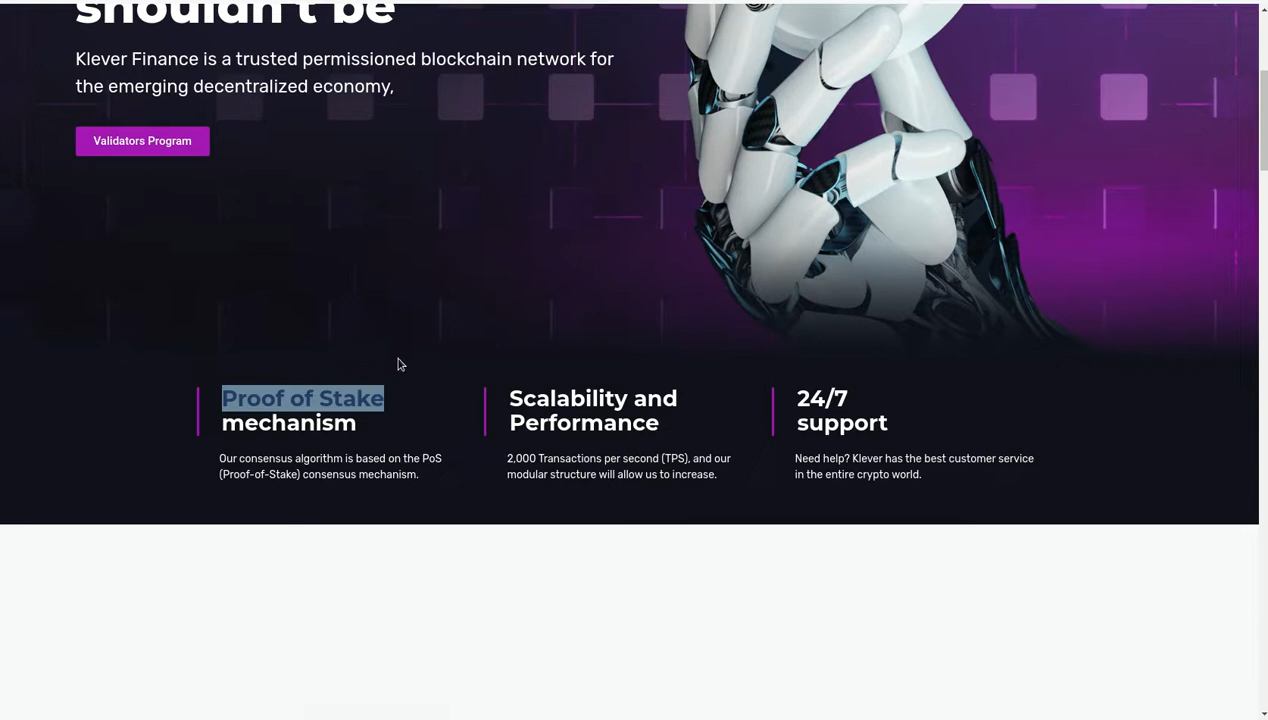 shouldn't be
Klever Finance is a trusted permissioned blockchain network for
the emerging decentralized economy,
Validators Program
Proof of Stake
mechanism
Our consensus algorithm is based on the PoS
(Proof-of-Stake) consensus mechanism.
Scalability and
Performance
2,000 Transactions per second (TPS), and our
modular structure will allow us to increase.
24/7
support
Need help? Klever has the best customer service
in the entire crypto world.